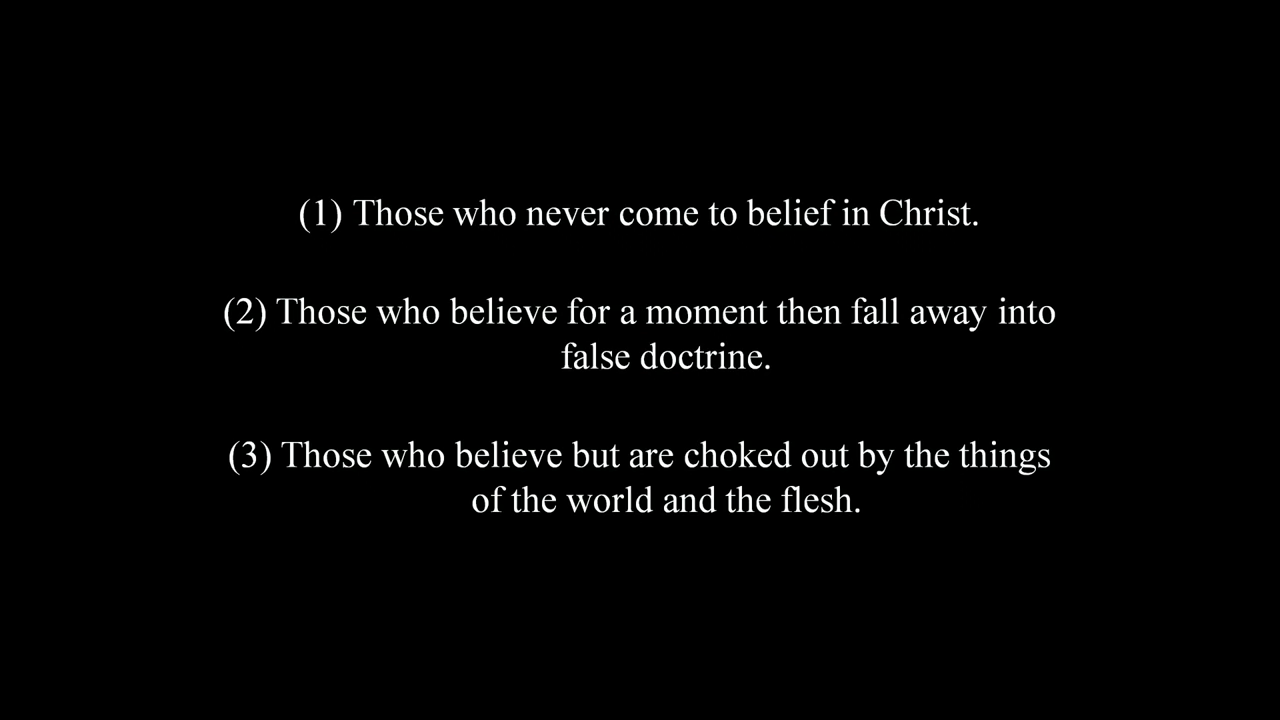 (1) Those who never come to belief in Christ.
(2) Those who believe for a moment then fall away into
false doctrine.
(3) Those who believe but are choked out by the things
of the world and the flesh.